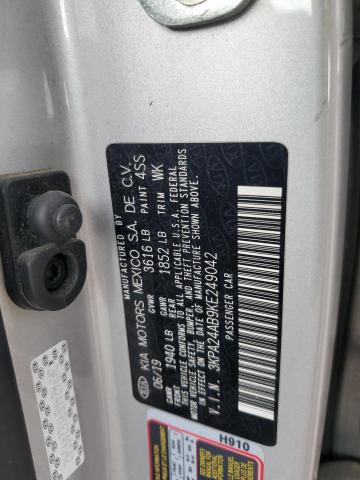 MANUFACTURED BY
KIA MOTORS MEXICO S.A. DE C.V.
06/19 GVWR 3616 LB PAINT 4SS
GAWR FRONT 1940 LB GAWR REAR 1852 LB TRIM WK
THIS VEHICLE CONFORMS TO ALL APPLICABLE U.S.A. FEDERAL
MOTOR VEHICLE SAFETY, BUMPER, AND THEFT PREVENTION STANDARDS
IN EFFECT ON THE DATE OF MANUFACTURE SHOWN ABOVE.
V.I.N. 3KPA24AB9KE249042
PASSENGER CAR
H910